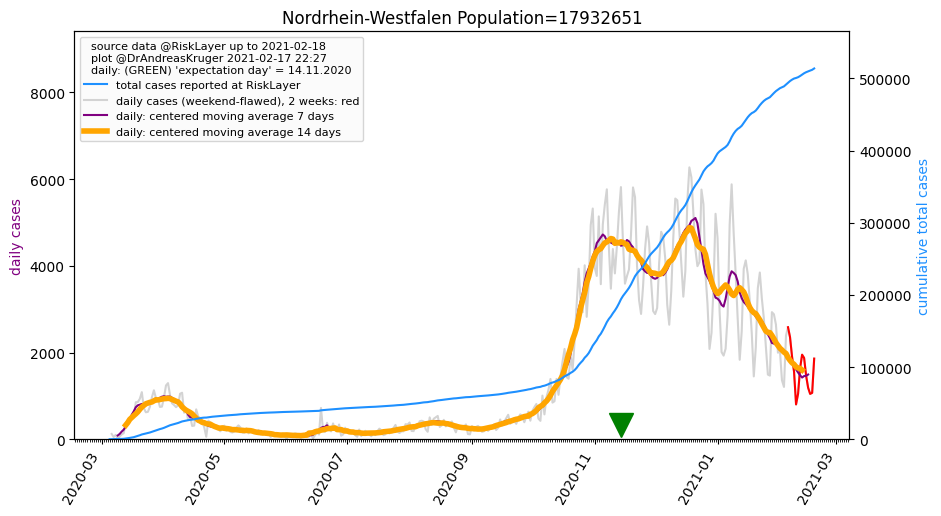 Nordrhein-Westfalen Population=17932651
source data @RiskLayer up to 2021-02-18
plot @DrAndreasKruger 2021-02-17 22:27
daily: (GREEN) 'expectation day' = 14.11.2020
total cases reported at RiskLayer
daily cases (weekend-flawed), 2 weeks: red
daily: centered moving average 7 days
daily: centered moving average 14 days
daily cases
8000
6000
4000
2000
0
500000
400000
300000
200000
100000
0
cumulative total cases
2020-03
2020-05
2020-07
2020-09
2020-11
2021-01
2021-03